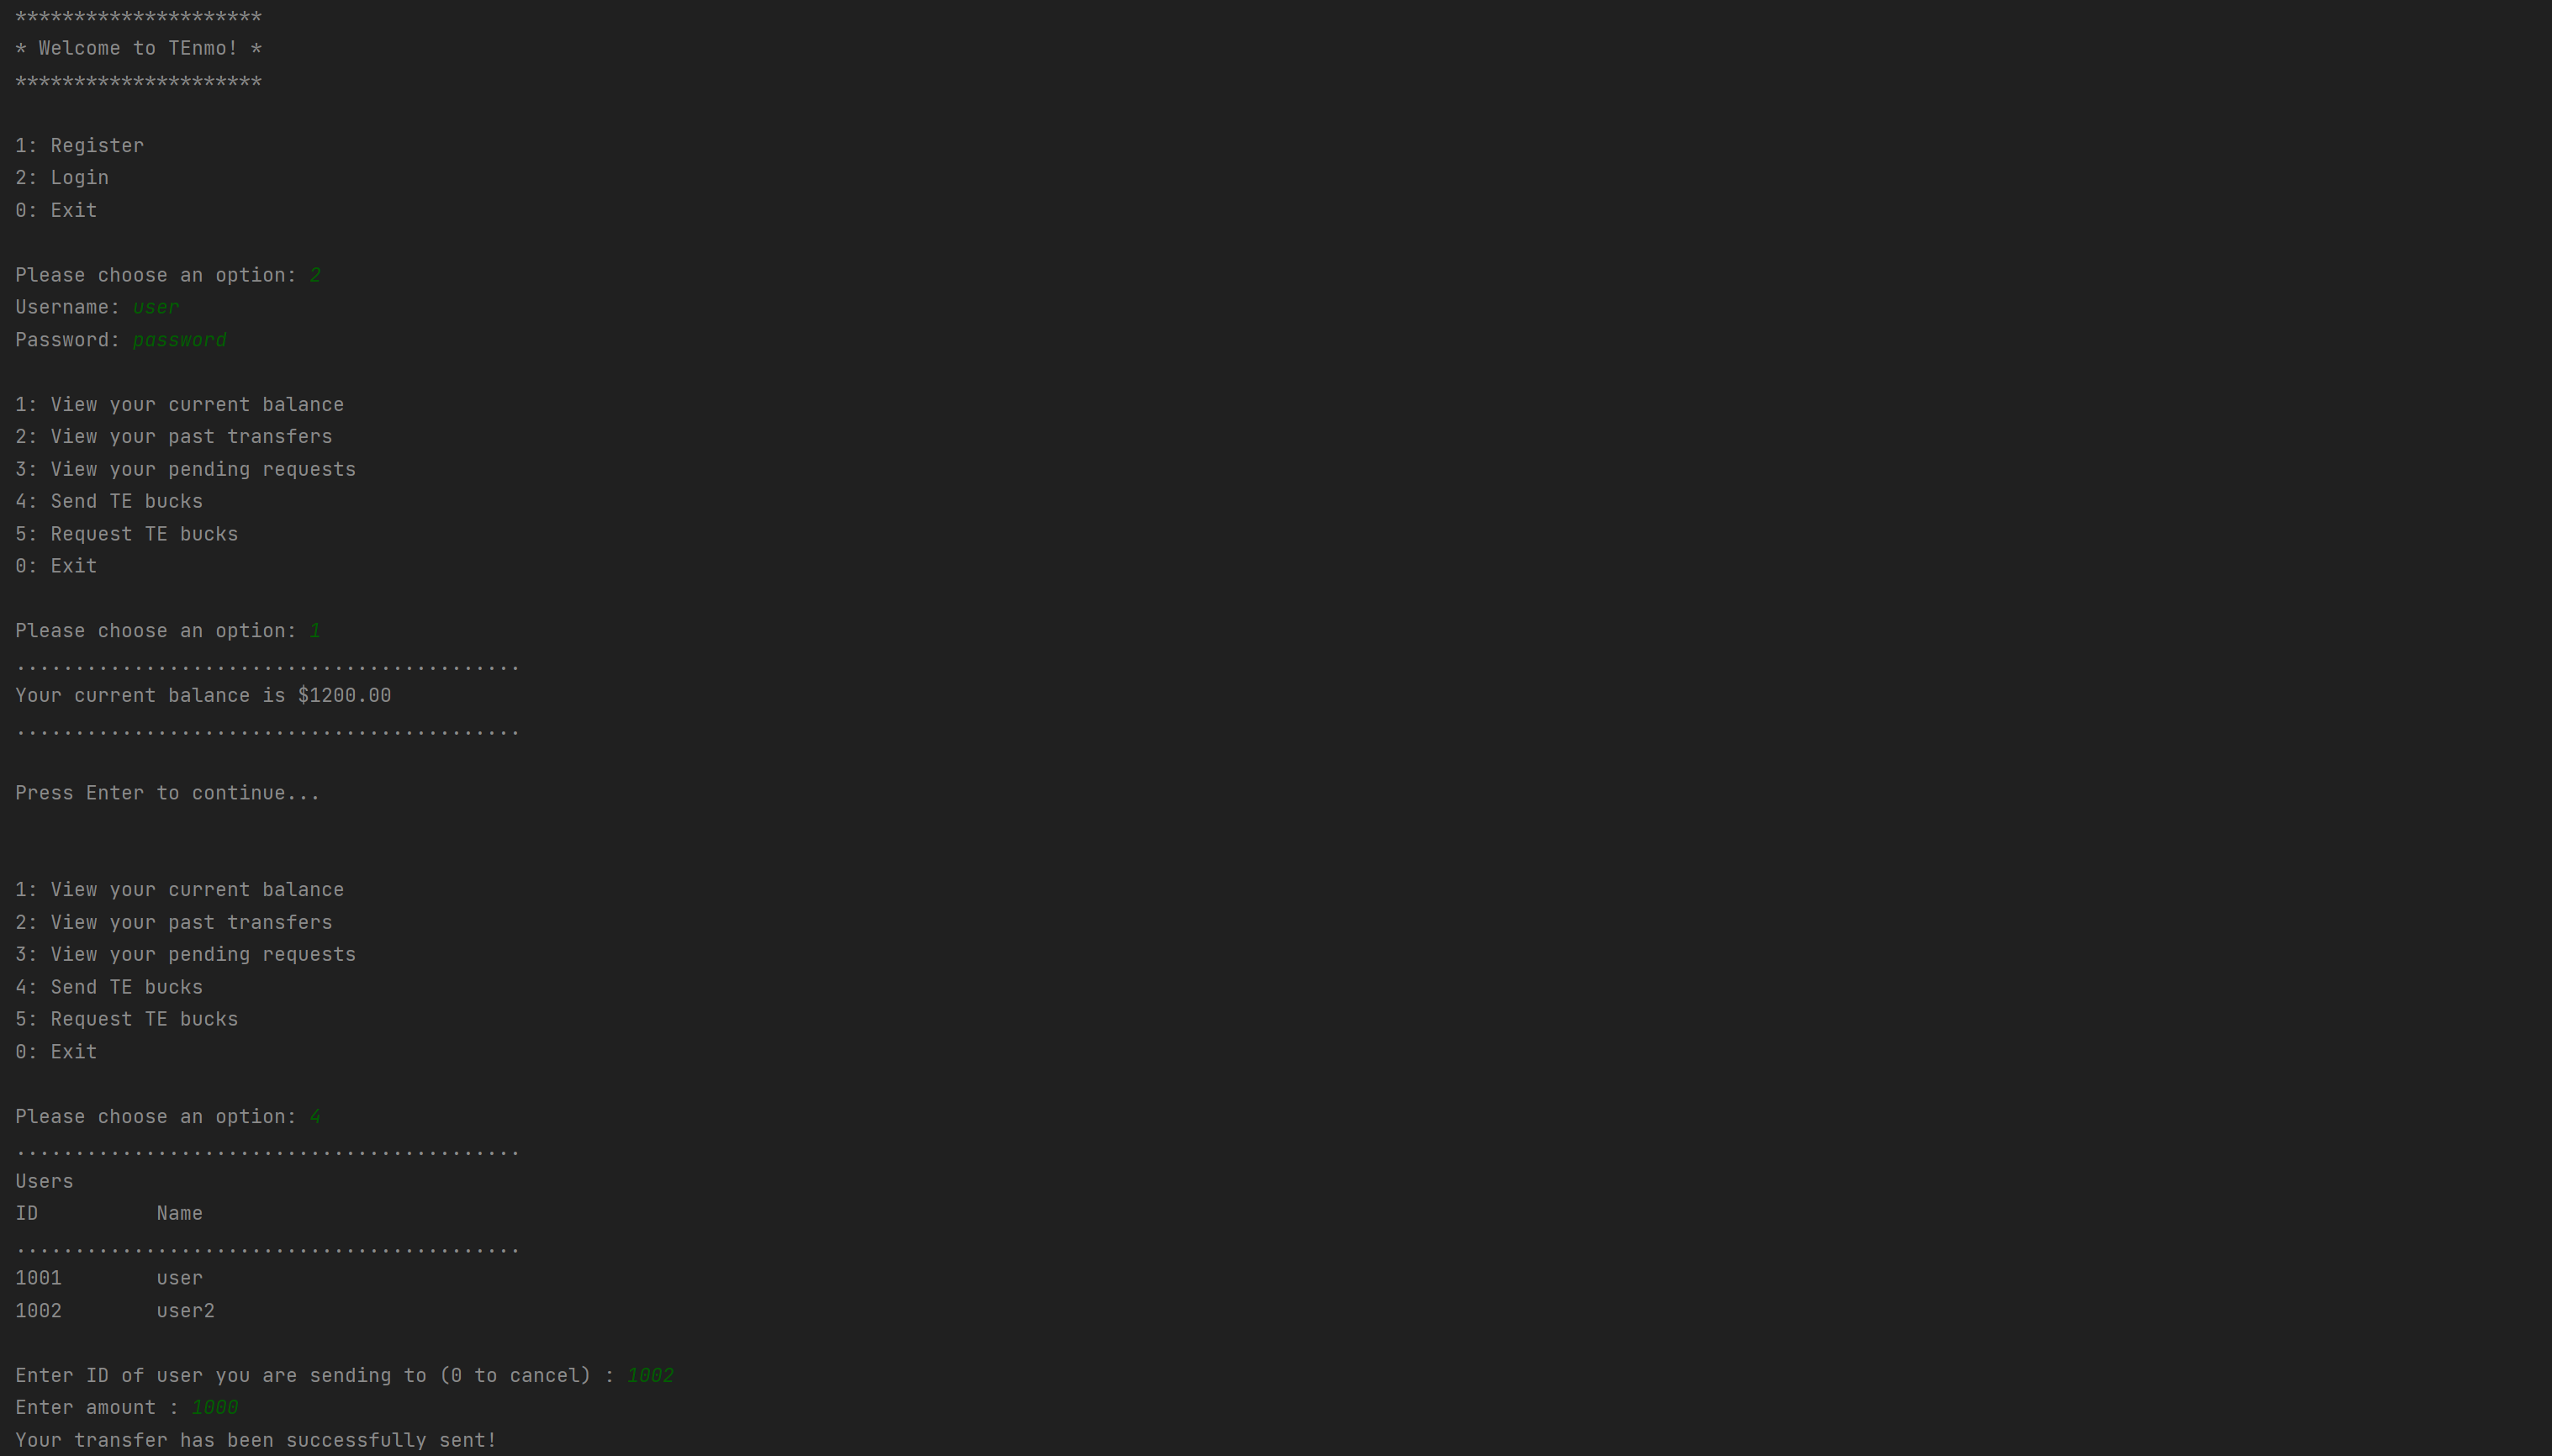 *********************
* Welcome to TEnmo! *
*********************
1: Register
2: Login
0: Exit
Please choose an option: 2
Username: user
Password: password
1: View your current balance
2: View your past transfers
3: View your pending requests
4: Send TE bucks
5: Request TE bucks
0: Exit
Please choose an option: 1
...........................................
Your current balance is $1200.00
...........................................
Press Enter to continue...
1: View your current balance
2: View your past transfers
3: View your pending requests
4: Send TE bucks
5: Request TE bucks
0: Exit
Please choose an option: 4
...........................................
Users
ID          Name
...........................................
1001        user
1002        user2
Enter ID of user you are sending to (0 to cancel) : 1002
Enter amount : 1000
Your transfer has been successfully sent!